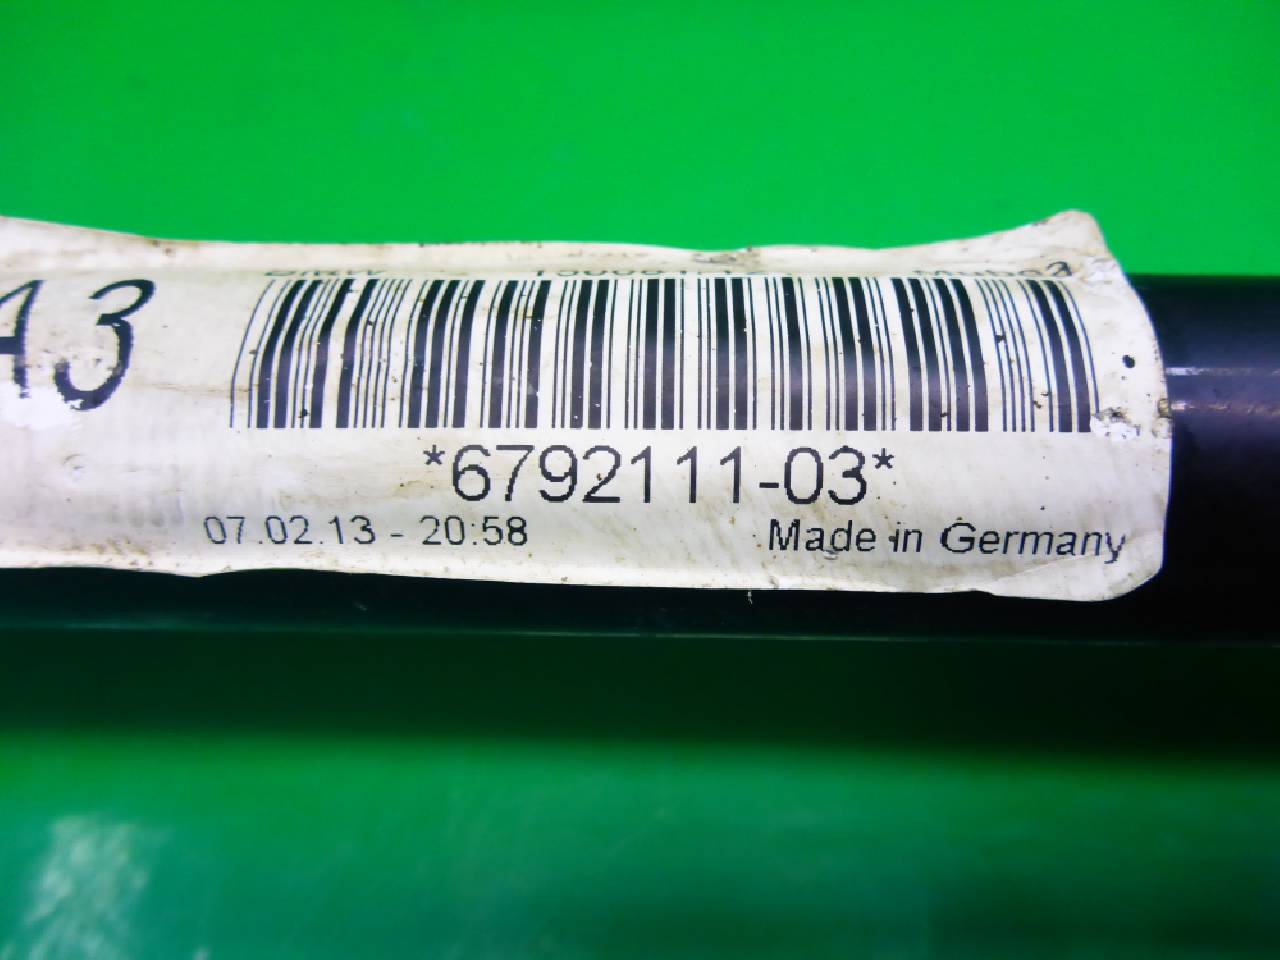 A3
*6792111-03*
07.02.13 - 20:58
Made in Germany